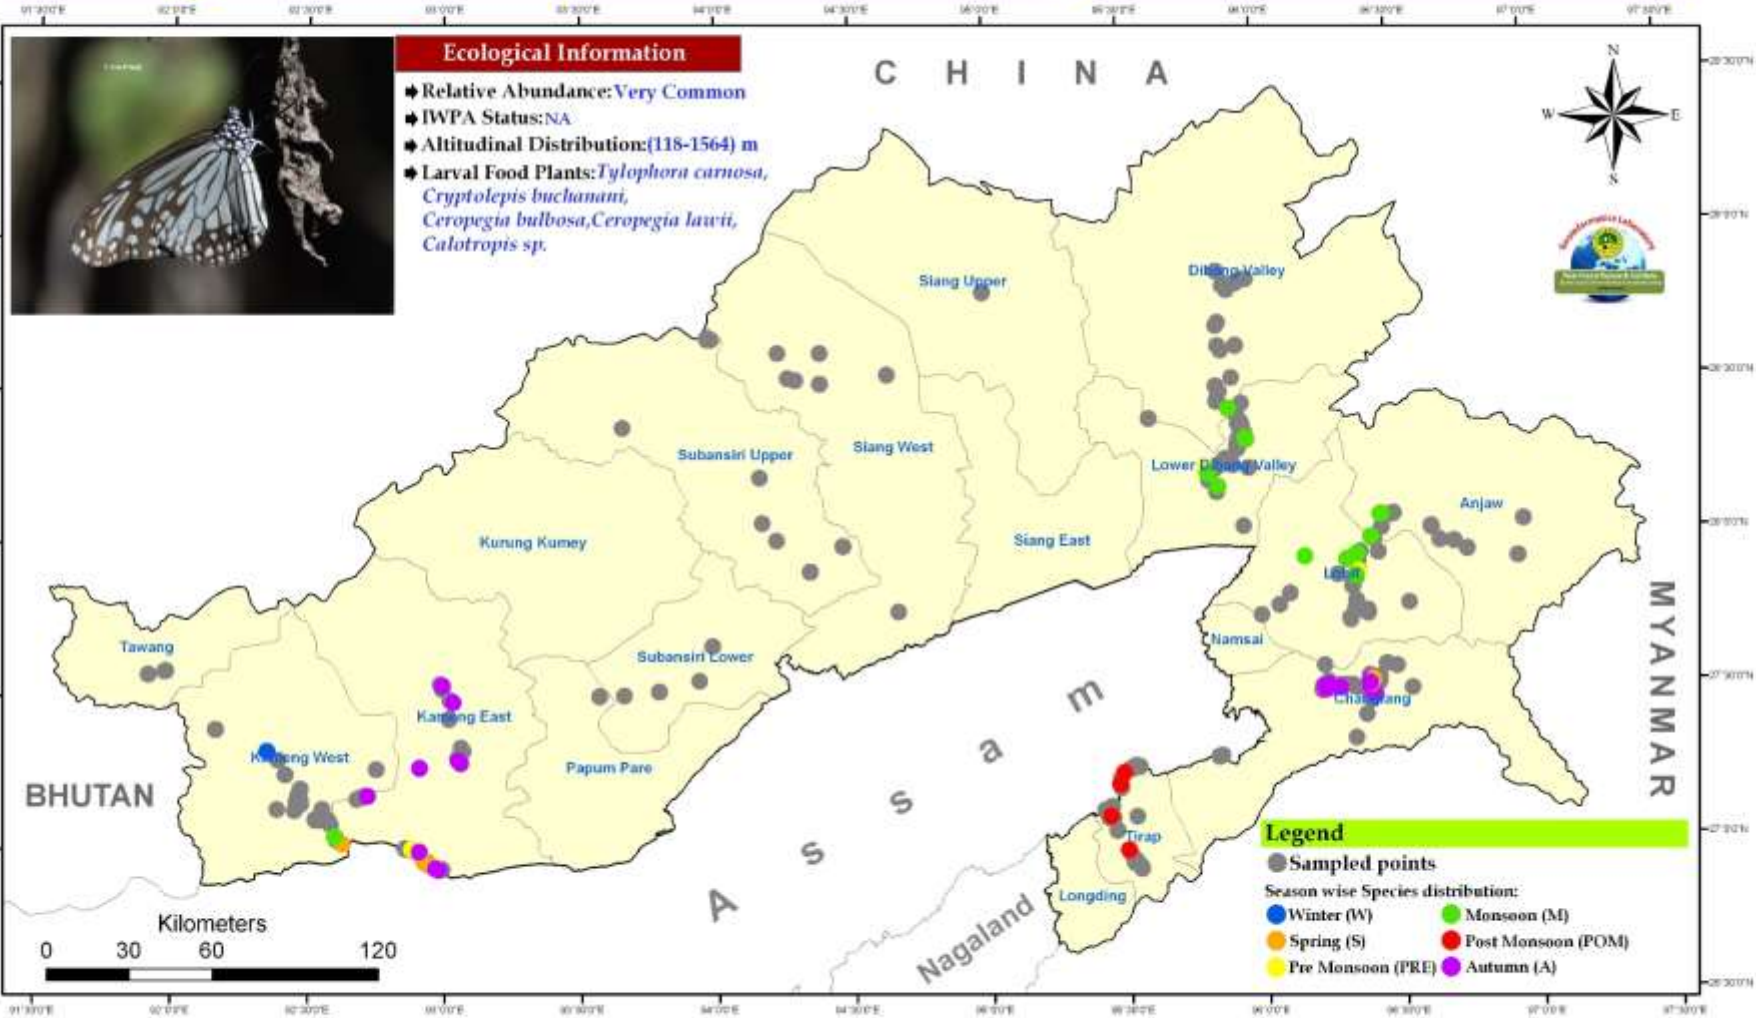 Ecological Information
Relative Abundance:Very Common
IWPA Status:NA
Altitudinal Distribution:(118-1564) m
Larval Food Plants:Tylophora carnosa,
Cryptolepis buchanani,
Ceropegia bulbosa,Ceropegia lawii,
Calotropis sp.
C H I N A
N
W E
S
Geoinformatics Laboratory
Dibang Valley
Siang Upper
Subansiri Upper
Siang West
Lower Dibang Valley
Anjaw
Kurung Kumey
Siang East
Lohit
Tawang
Subansiri Lower
Namsai
Changlang
Kameng East
Kameng West
Papum Pare
BHUTAN
MYANMAR
A s s a m
Tirap
Longding
Nagaland
Kilometers
0 30 60 120
Legend
Sampled points
Season wise Species distribution:
Winter (W)
Monsoon (M)
Spring (S)
Post Monsoon (POM)
Pre Monsoon (PRE)
Autumn (A)